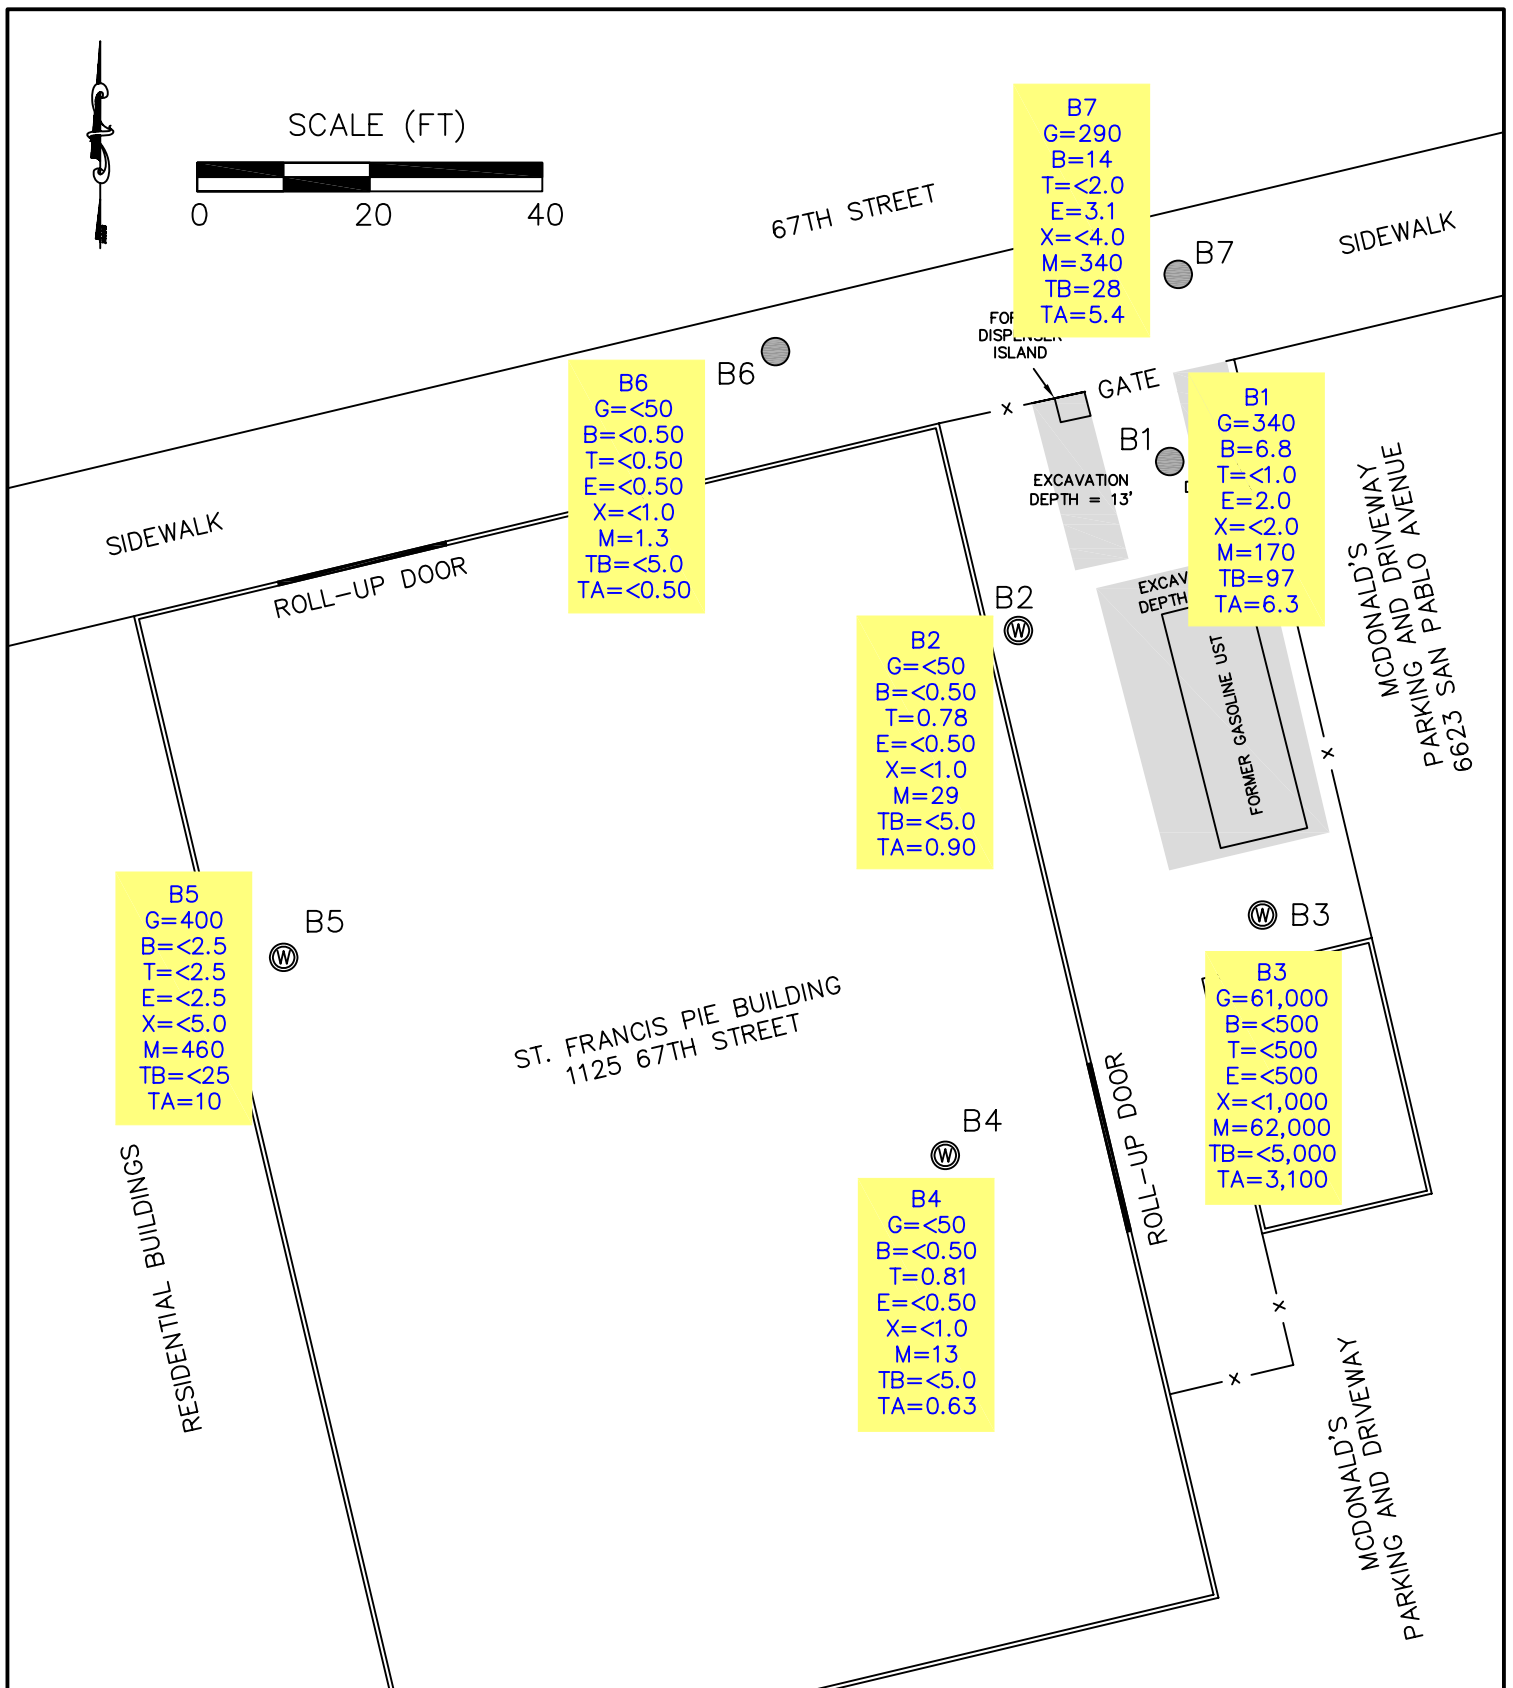 SCALE (FT)
0 20 40
67TH STREET
SIDEWALK
B7
G=290
B=14
T=<2.0
E=3.1
X=<4.0
M=340
TB=28
TA=5.4
B7
ISLAND
GATE
B6
B6
G=<50
B=<0.50
T=<0.50
E=<0.50
X=<1.0
M=1.3
TB=<5.0
TA=<0.50
B1
B1
G=340
B=6.8
T=<1.0
E=2.0
X=<2.0
M=170
TB=97
TA=6.3
EXCAVATION
DEPTH = 13'
SIDEWALK
ROLL-UP DOOR
MCDONALD'S
PARKING AND DRIVEWAY
6623 SAN PABLO AVENUE
DEPTH
B2
B2
G=<50
B=<0.50
T=0.78
E=<0.50
X=<1.0
M=29
TB=<5.0
TA=0.90
FORMER GASOLINE UST
B5
G=400
B=<2.5
T=<2.5
E=<2.5
X=<5.0
M=460
TB=<25
TA=10
B5
B3
B3
G=61,000
B=<500
T=<500
E=<500
X=<1,000
M=62,000
TB=<5,000
TA=3,100
ST. FRANCIS PIE BUILDING
1125 67TH STREET
ROLL-UP DOOR
B4
B4
G=<50
B=<0.50
T=0.81
E=<0.50
X=<1.0
M=13
TB=<5.0
TA=0.63
RESIDENTIAL BUILDINGS
MCDONALD'S
PARKING AND DRIVEWAY
W
W
W
W
x
x
x
x